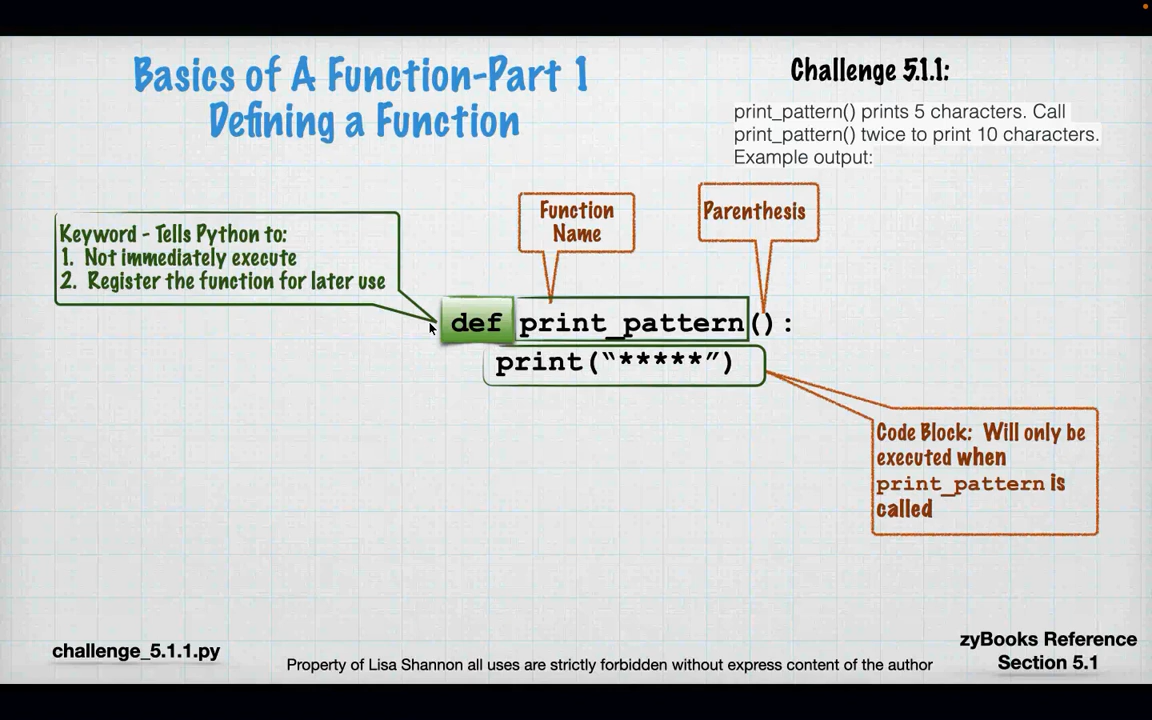 Basics of A Function-Part 1
Defining a Function
Challenge 5.1.1:
print_pattern() prints 5 characters. Call
print_pattern() twice to print 10 characters.
Example output:
Keyword - Tells Python to:
1. Not immediately execute
2. Register the function for later use
Function
Name
Parenthesis
def print_pattern():
print(“*****”)
Code Block: Will only be
executed when
print_pattern is
called
challenge_5.1.1.py
Property of Lisa Shannon all uses are strictly forbidden without express content of the author
zyBooks Reference
Section 5.1